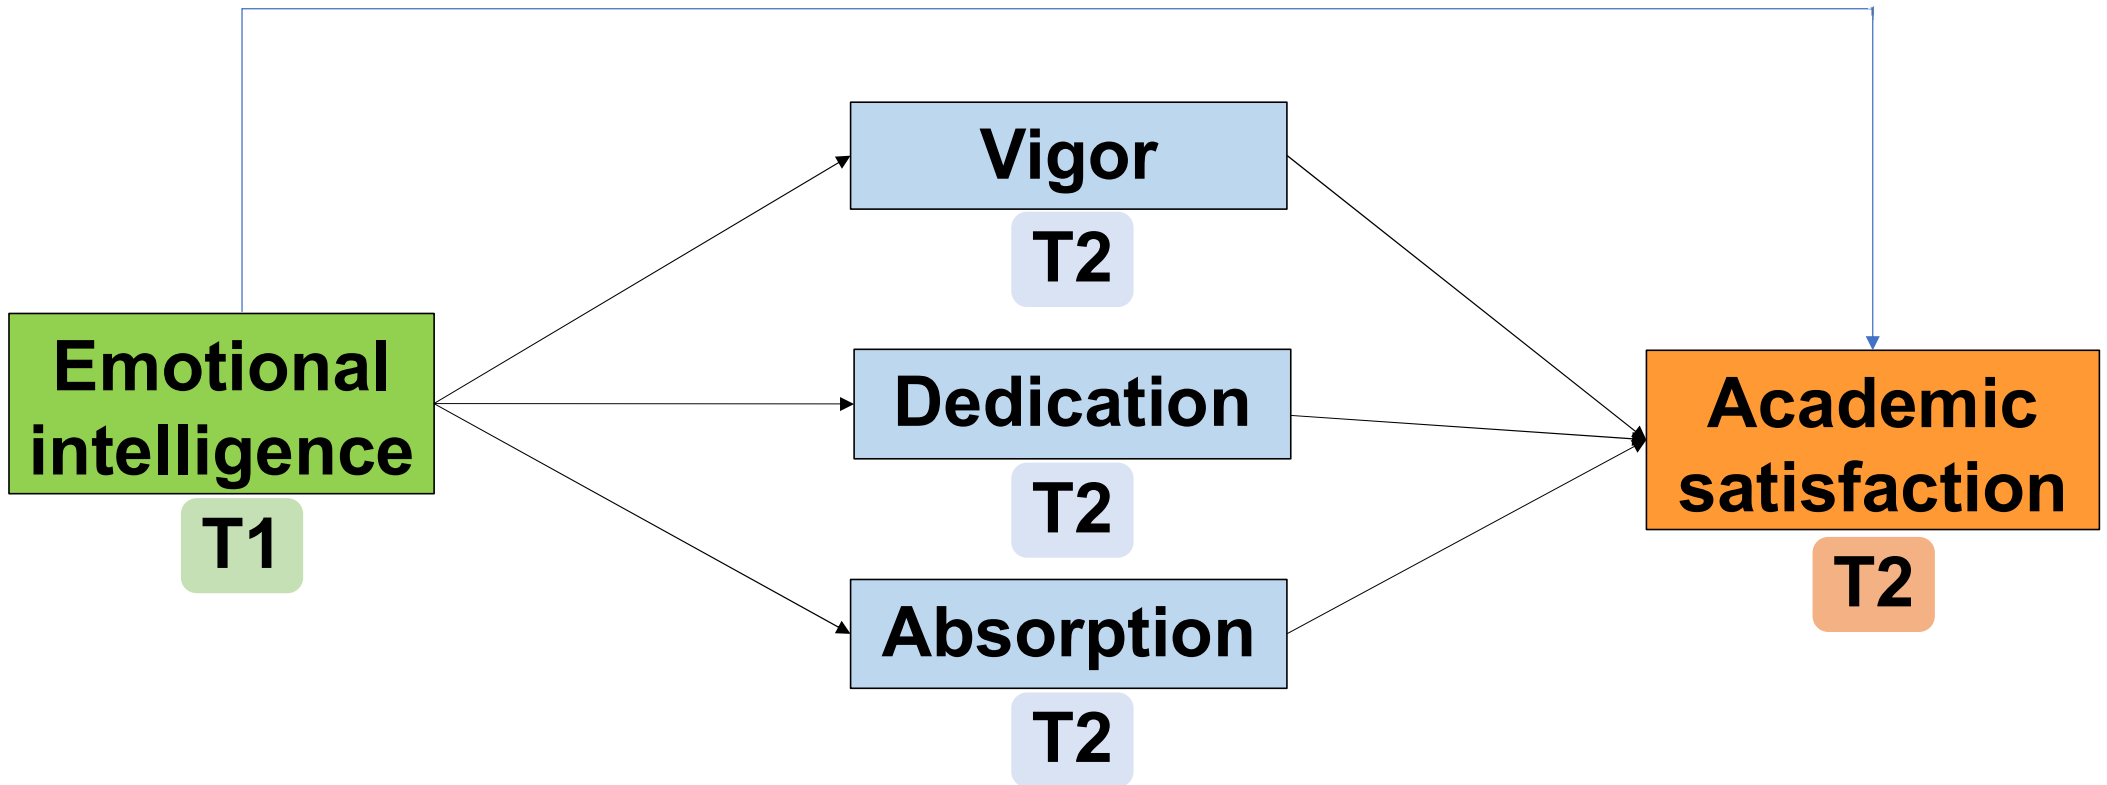 Emotional
intelligence
T1
Vigor
T2
Dedication
T2
Absorption
T2
Academic
satisfaction
T2